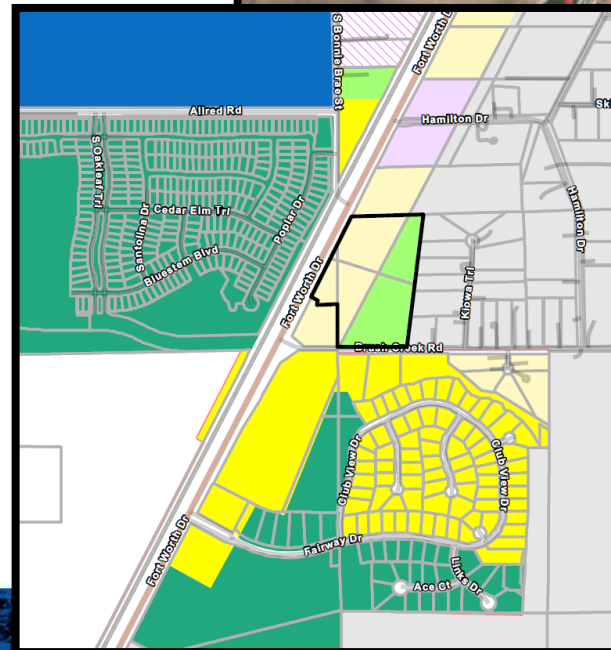 S Bonnie Brae St
Fort Worth Dr
Allred Rd
Hamilton Dr
S Oakleaf Trl
Cedar Elm Trl
Santolina Dr
Poplar Dr
Bluestem Blvd
Hamilton Dr
Kiowa Trl
Fort Worth Dr
Brush Creek Rd
Club View Dr
Club View Dr
Fairway Dr
Fort Worth Dr
Links Dr
Ace Ct